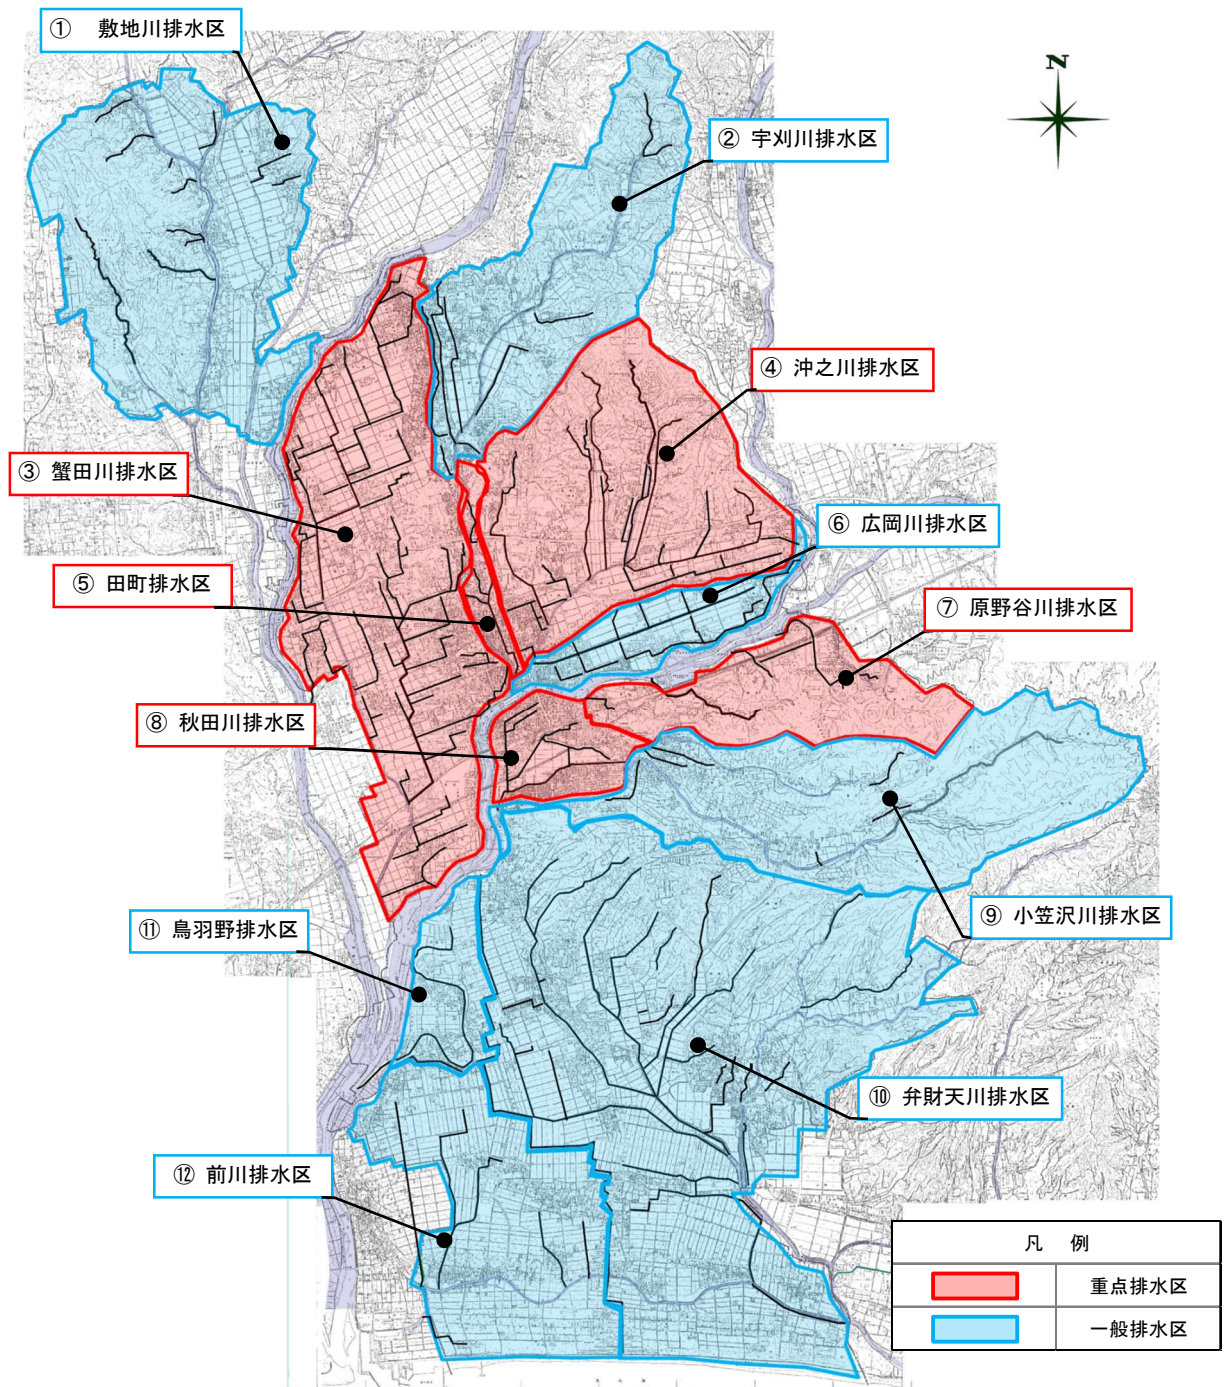 ① 敷地川排水区
N
② 宇刈川排水区
④ 沖之川排水区
③ 蟹田川排水区
⑥ 広岡川排水区
⑤ 田町排水区
⑦ 原野谷川排水区
⑧ 秋田川排水区
⑨ 小笠沢川排水区
⑪ 鳥羽野排水区
⑩ 弁財天川排水区
⑫ 前川排水区
凡 例
重点排水区
一般排水区